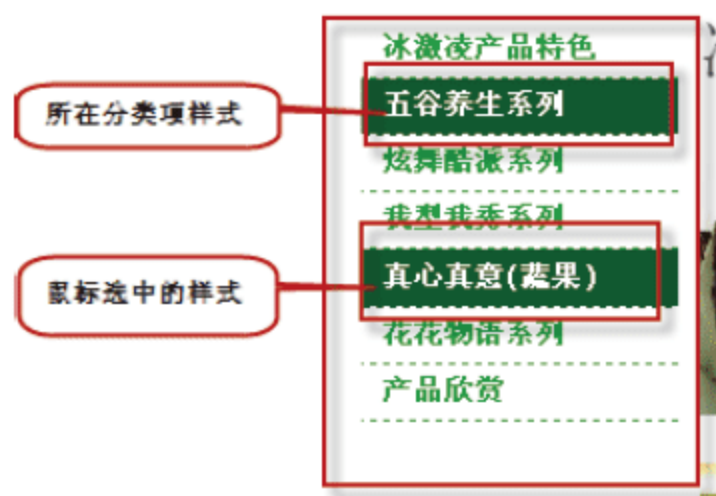 冰激凌产品特色
所在分类项样式
五谷养生系列
炫舞酷派系列
我型我秀系列
鼠标选中的样式
真心真意(蔬果)
花花物语系列
产品欣赏